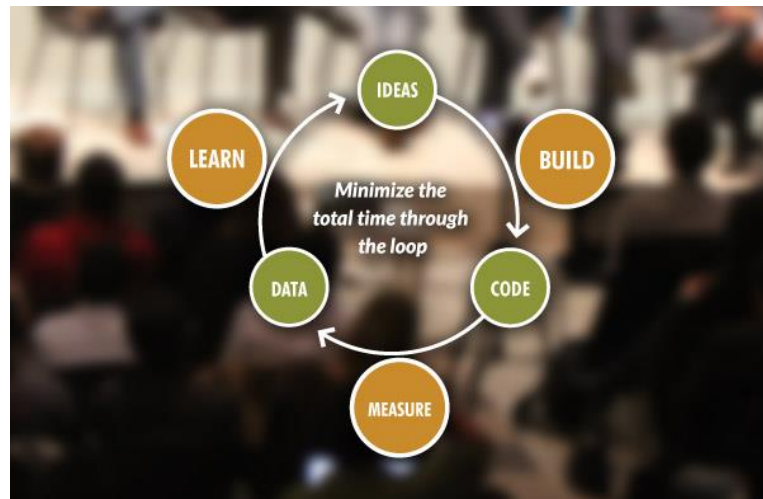 IDEAS
LEARN
BUILD
Minimize the
total time through
the loop
DATA
CODE
MEASURE